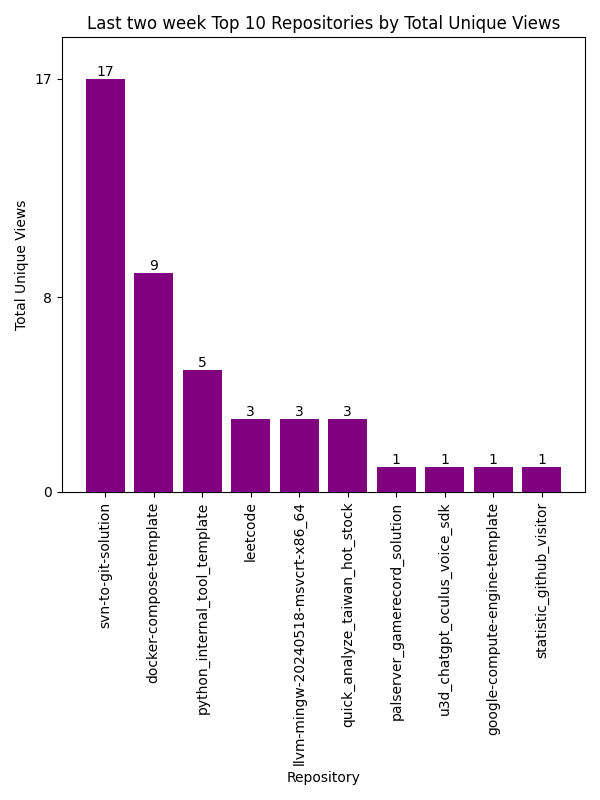 Last two week Top 10 Repositories by Total Unique Views
Total Unique Views
17
8
0
17
9
5
3
3
3
1
1
1
1
svn-to-git-solution
docker-compose-template
python_internal_tool_template
leetcode
llvm-mingw-20240518-msvcrt-x86_64
quick_analyze_taiwan_hot_stock
palserver_gamerecord_solution
u3d_chatgpt_oculus_voice_sdk
google-compute-engine-template
statistic_github_visitor
Repository